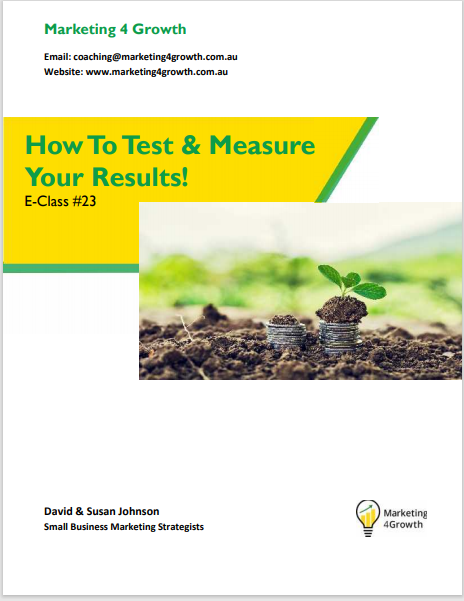 Marketing 4 Growth
Email: coaching@marketing4growth.com.au
Website: www.marketing4growth.com.au
How To Test & Measure
Your Results!
E-Class #23
David & Susan Johnson
Small Business Marketing Strategists
Marketing
4Growth